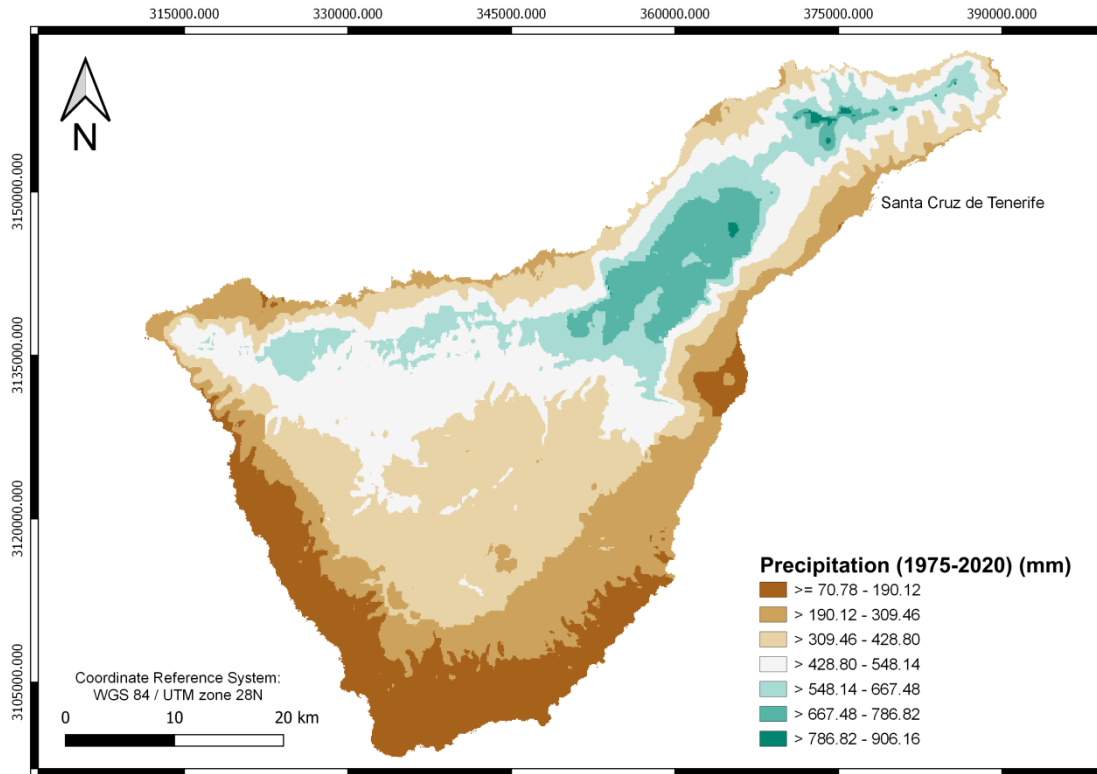 315000.000 330000.000 345000.000 360000.000 375000.000 390000.000
N
3150000.000
Santa Cruz de Tenerife
3135000.000
3120000.000
3105000.000
Precipitation (1975-2020) (mm)
>= 70.78 - 190.12
> 190.12 - 309.46
> 309.46 - 428.80
> 428.80 - 548.14
> 548.14 - 667.48
> 667.48 - 786.82
> 786.82 - 906.16
Coordinate Reference System:
WGS 84 / UTM zone 28N
0 10 20 km